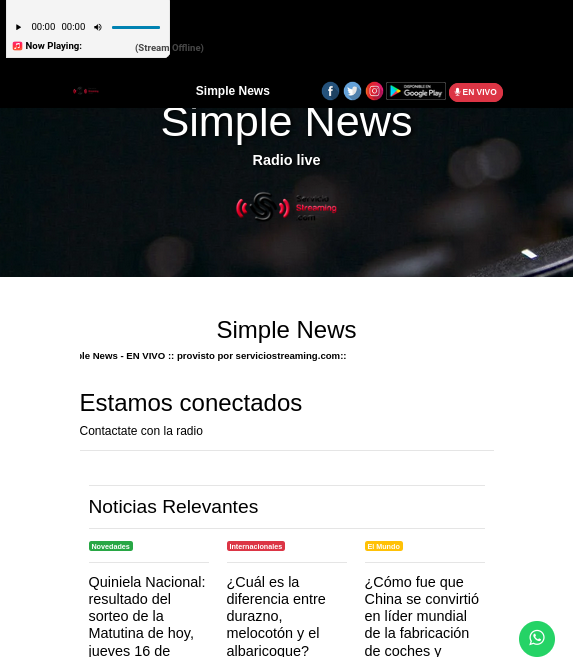 00:00 00:00
Now Playing: (Stream Offline)
Simple News
DISPONIBLE EN
Google Play
EN VIVO
Simple News
Radio live
Servicio
Streaming
.com
Simple News
le News - EN VIVO :: provisto por serviciostreaming.com::
Estamos conectados
Contactate con la radio
Noticias Relevantes
Novedades
Quiniela Nacional:
resultado del
sorteo de la
Matutina de hoy,
jueves 16 de
Internacionales
¿Cuál es la
diferencia entre
durazno,
melocotón y el
albaricoque?
El Mundo
¿Cómo fue que
China se convirtió
en líder mundial
de la fabricación
de coches y